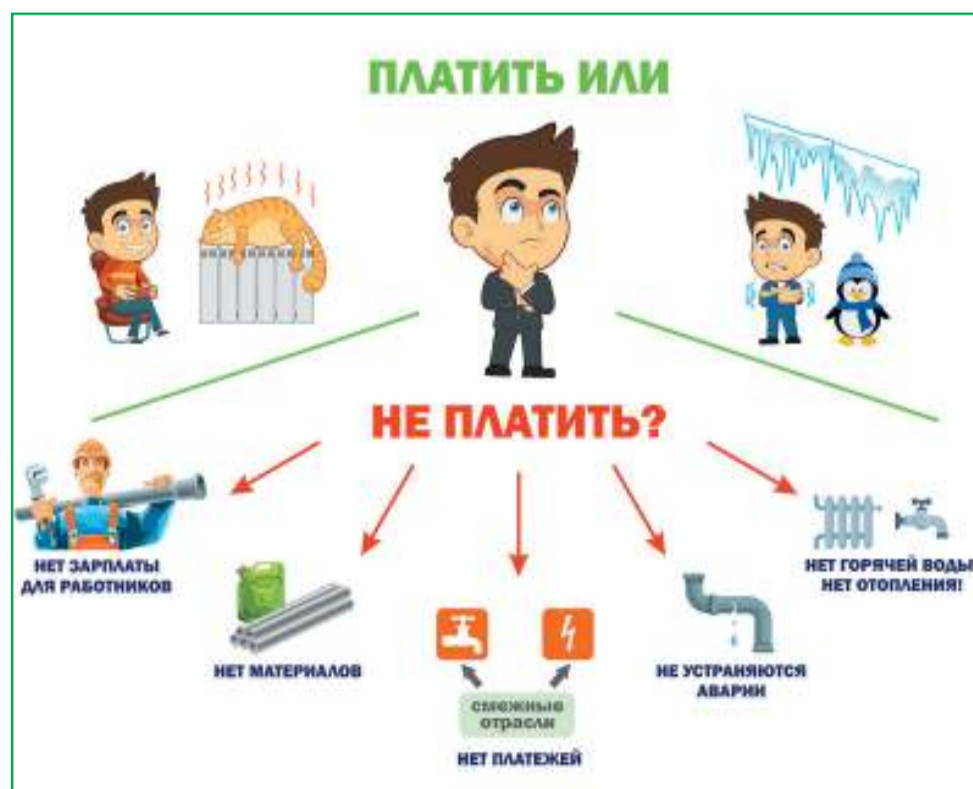 ПЛАТИТЬ ИЛИ
НЕ ПЛАТИТЬ?
НЕТ ЗАРПЛАТЫ
ДЛЯ РАБОТНИКОВ
НЕТ МАТЕРИАЛОВ
смежные
отрасли
НЕТ ПЛАТЕЖЕЙ
НЕ УСТРАНЯЮТСЯ
АВАРИИ
НЕТ ГОРЯЧЕЙ ВОДЫ
НЕТ ОТОПЛЕНИЯ!